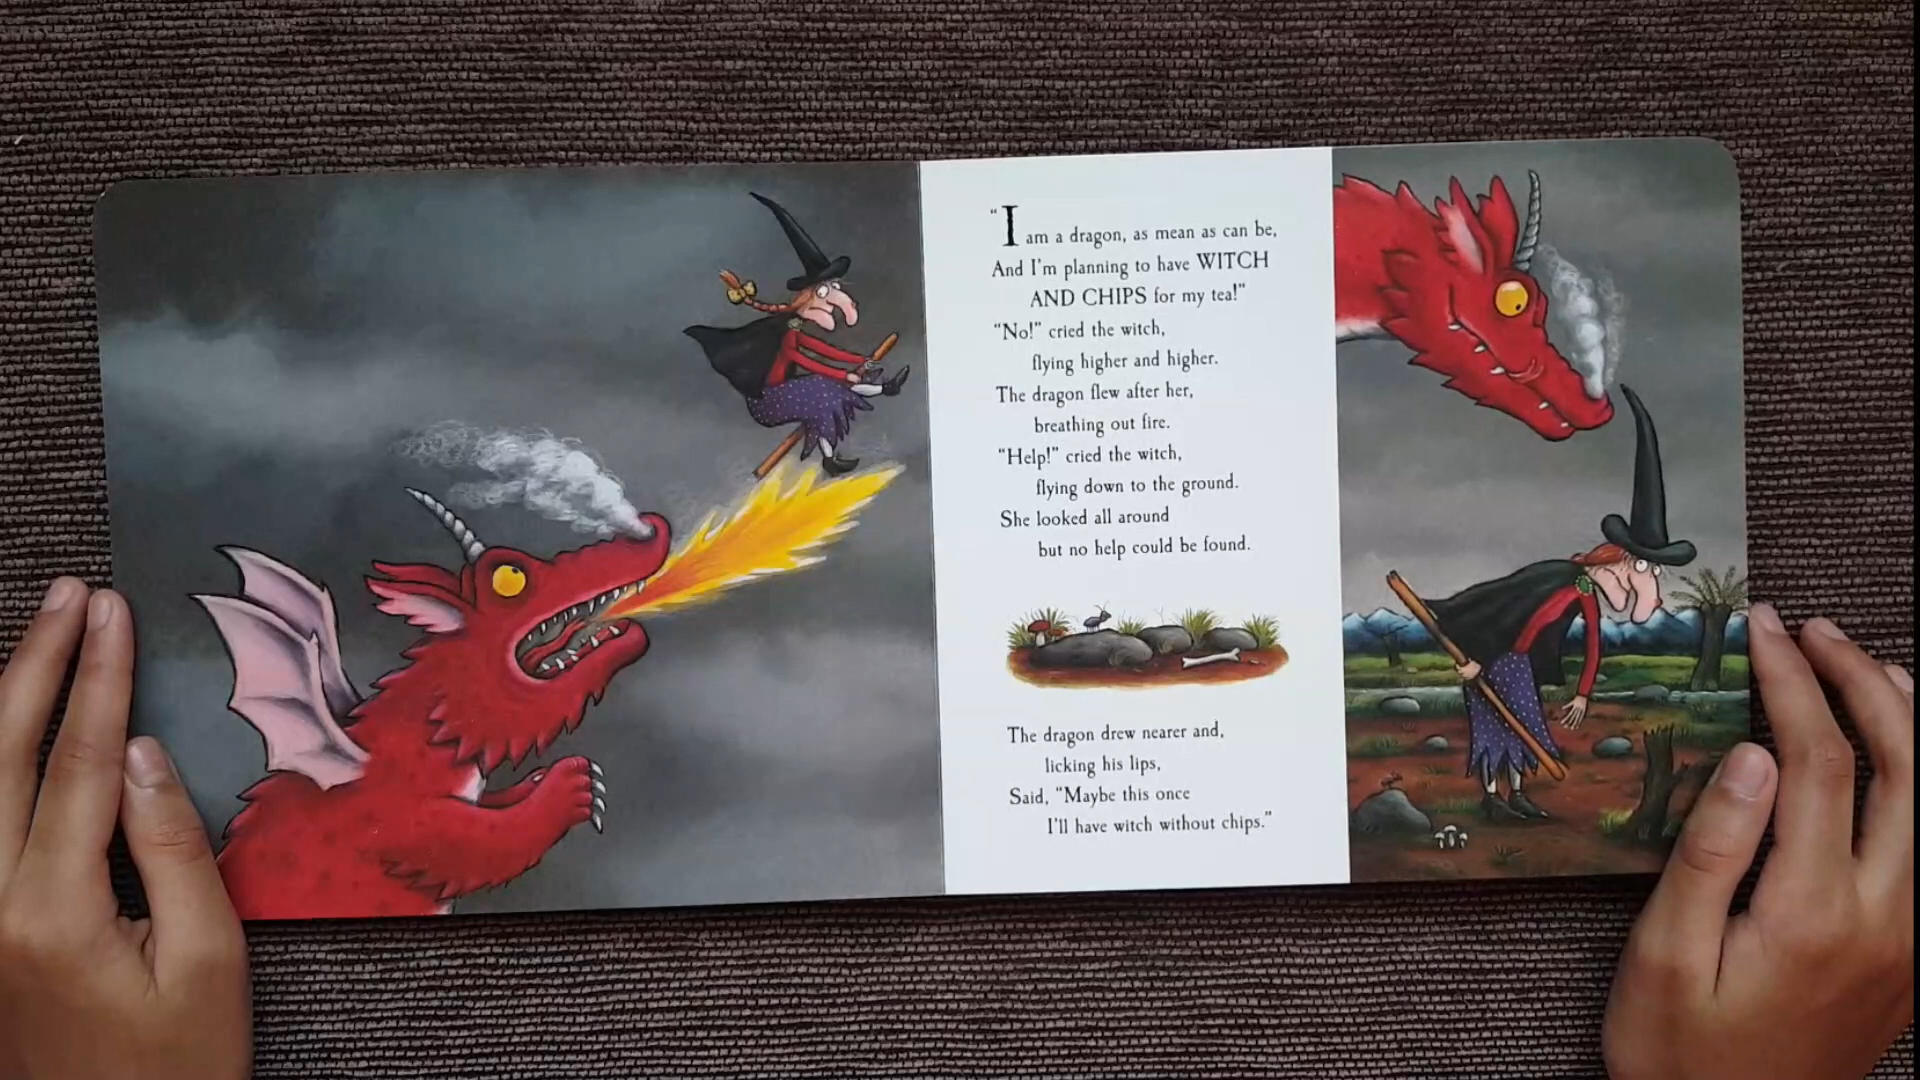 “I am a dragon, as mean as can be,
And I'm planning to have WITCH
AND CHIPS for my tea!”
“No!” cried the witch,
flying higher and higher.
The dragon flew after her,
breathing out fire.
“Help!” cried the witch,
flying down to the ground.
She looked all around
but no help could be found.
The dragon drew nearer and,
licking his lips,
Said, “Maybe this once
I'll have witch without chips.”